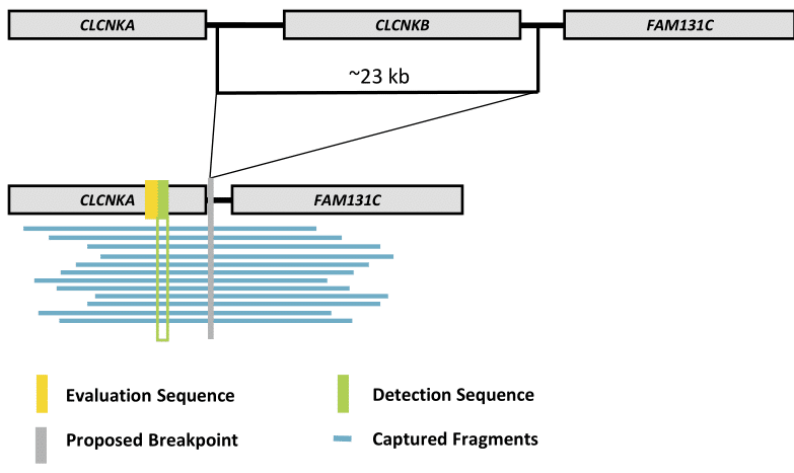 CLCNKA CLCNKB FAM131C
~23 kb
CLCNKA FAM131C
Evaluation Sequence Detection Sequence
Proposed Breakpoint Captured Fragments